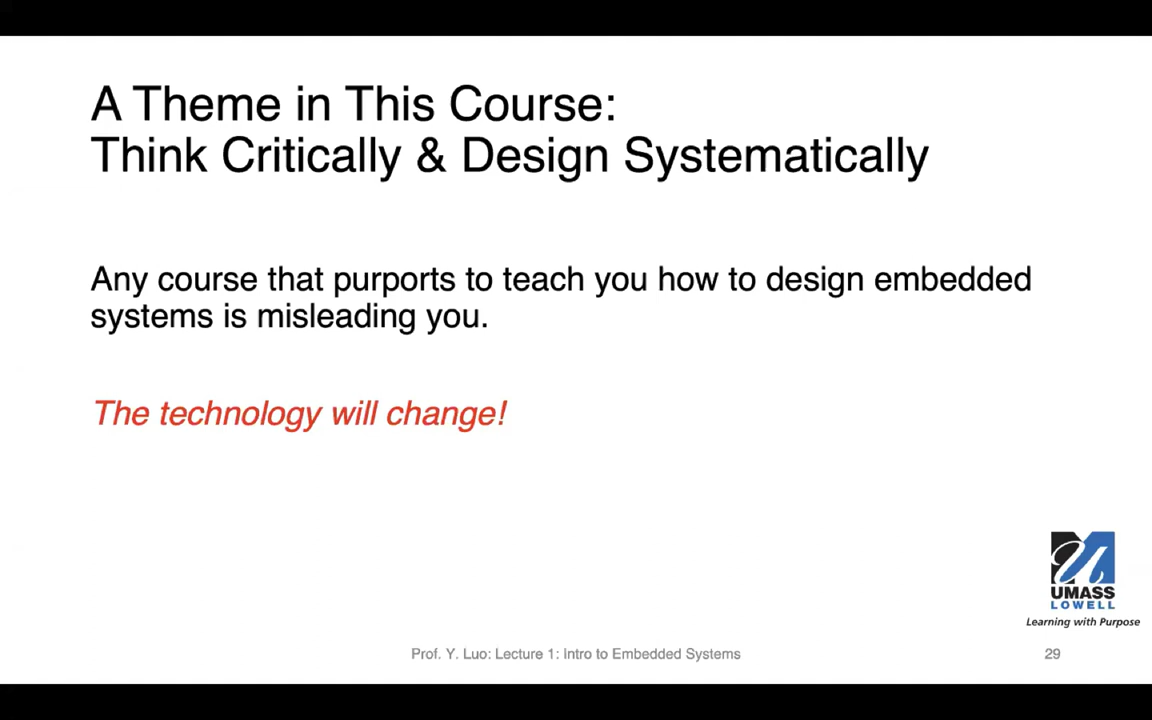 A Theme in This Course:
Think Critically & Design Systematically
Any course that purports to teach you how to design embedded
systems is misleading you.
The technology will change!
UMASS
LOWELL
Learning with Purpose
Prof. Y. Luo: Lecture 1: Intro to Embedded Systems
29